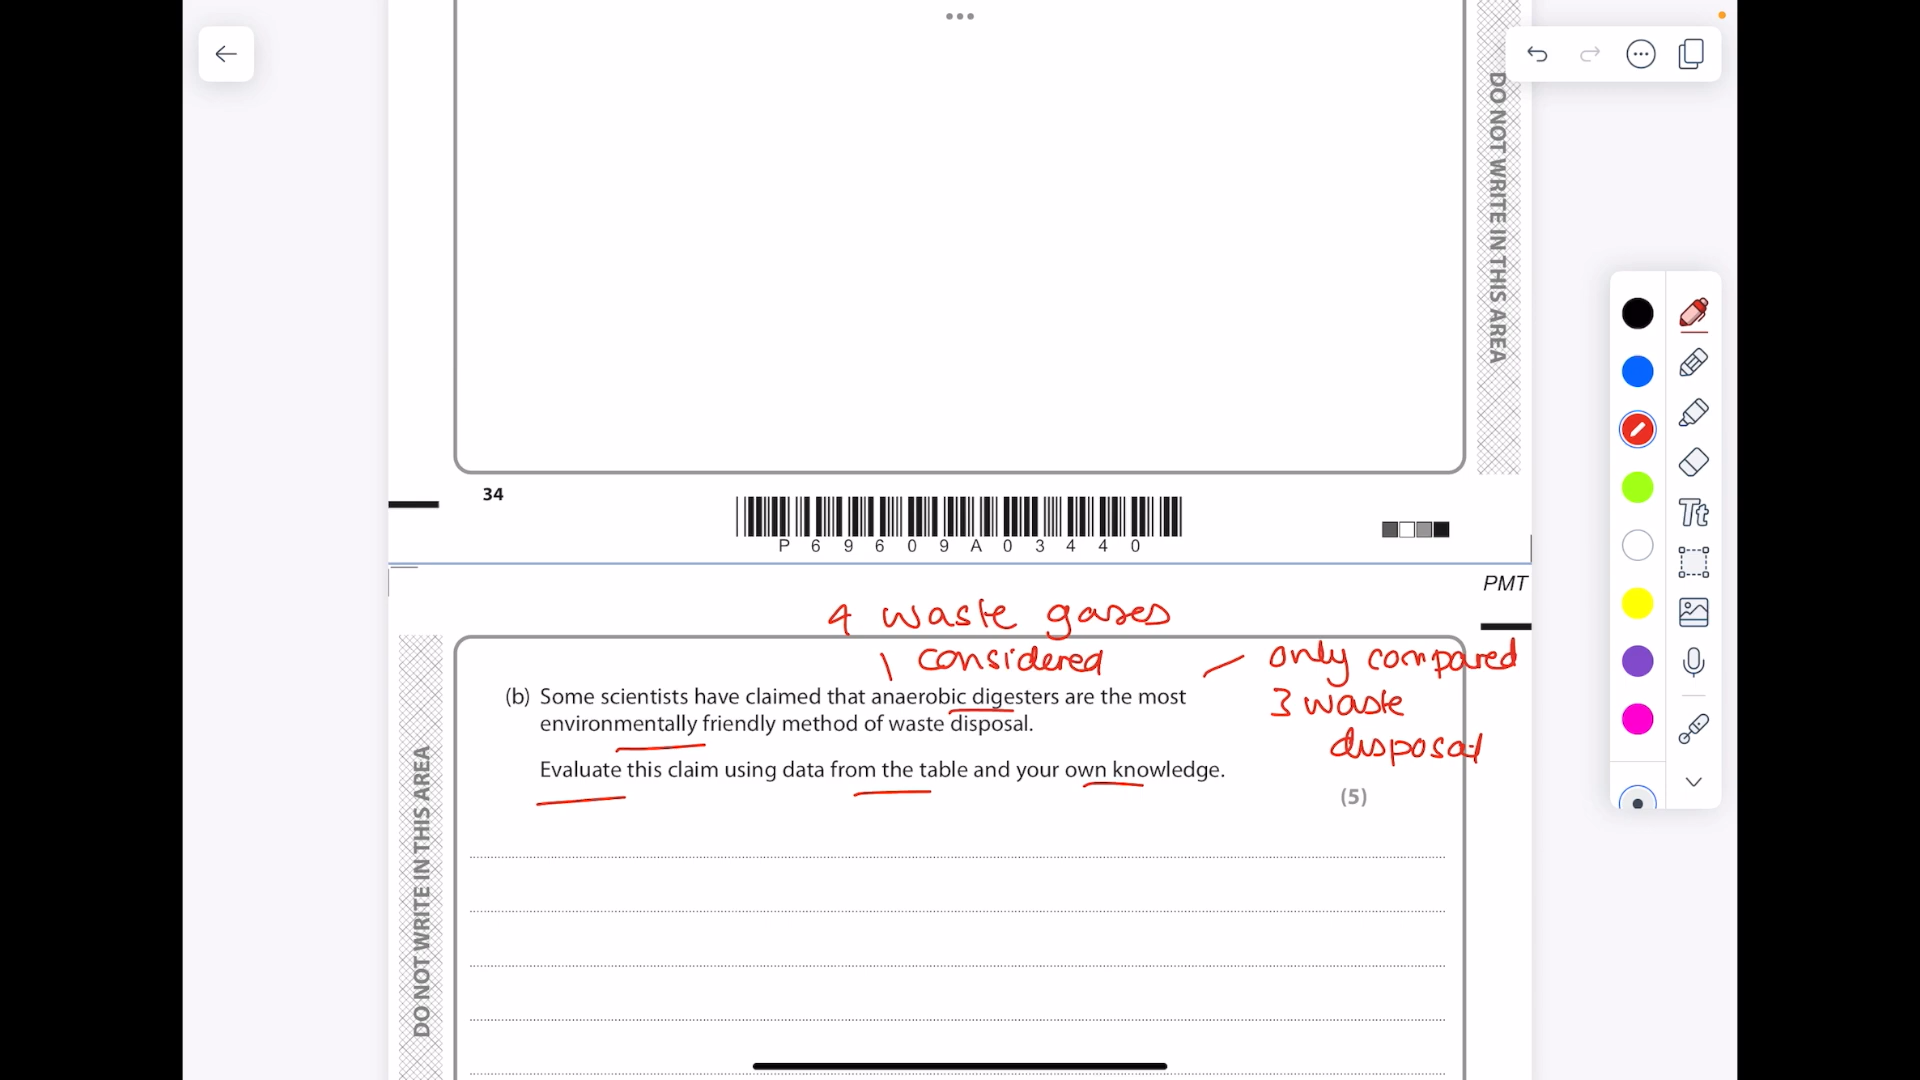 DO NOT WRITE IN THIS AREA
Tt
34
P 6 9 6 0 9 A 0 3 4 4 0
PMT
4 waste gases
considered
only compared
3 waste
disposal
(b) Some scientists have claimed that anaerobic digesters are the most
environmentally friendly method of waste disposal.
Evaluate this claim using data from the table and your own knowledge.
(5)
DO NOT WRITE IN THIS AREA